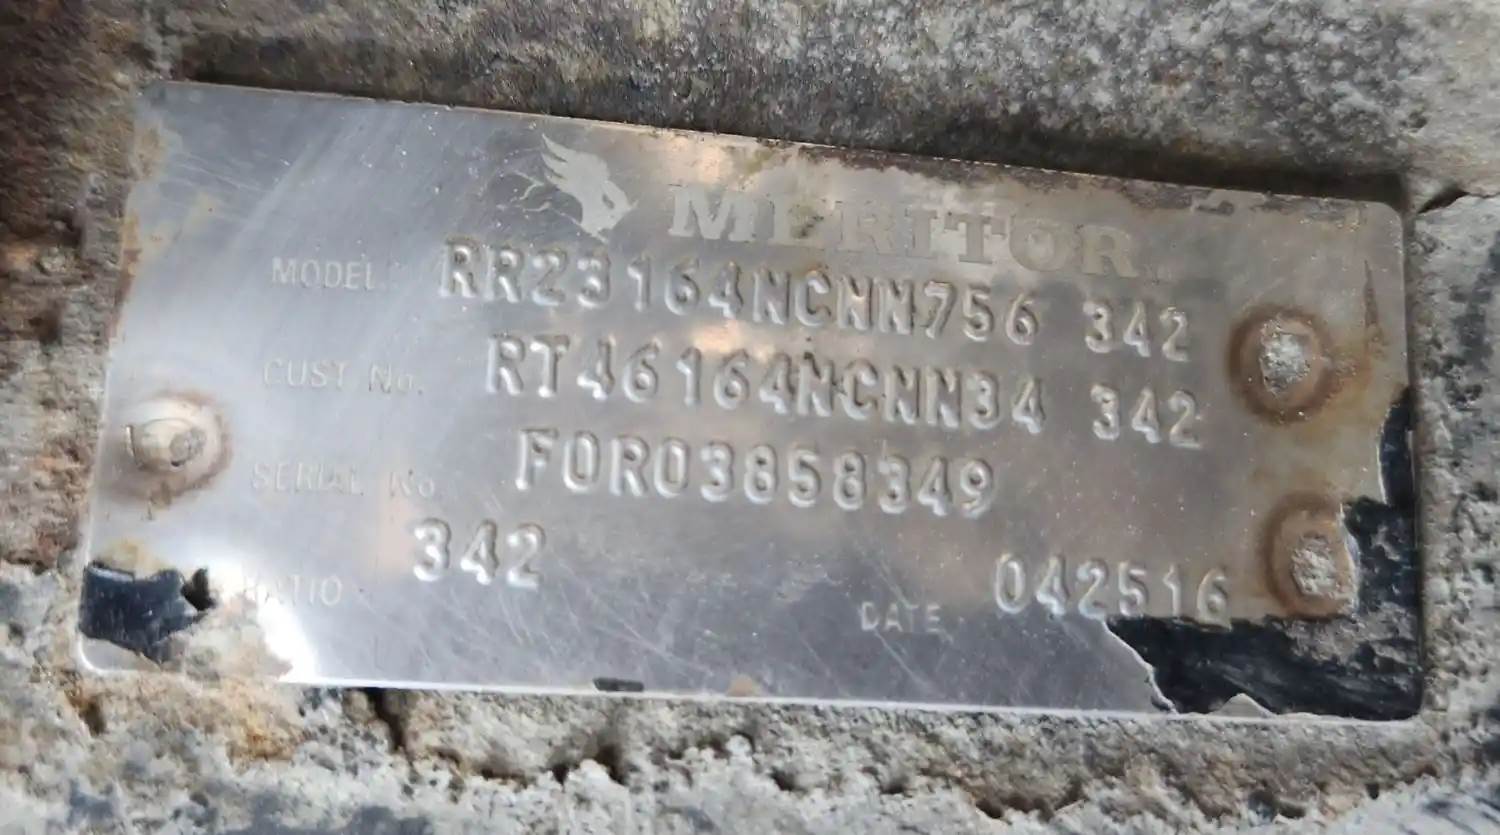 MERITOR
MODEL RR23164NCNN756 342
CUST No. RT46164NCNN34 342
SERIAL No. FOR03858349
RATIO 342 DATE 042516